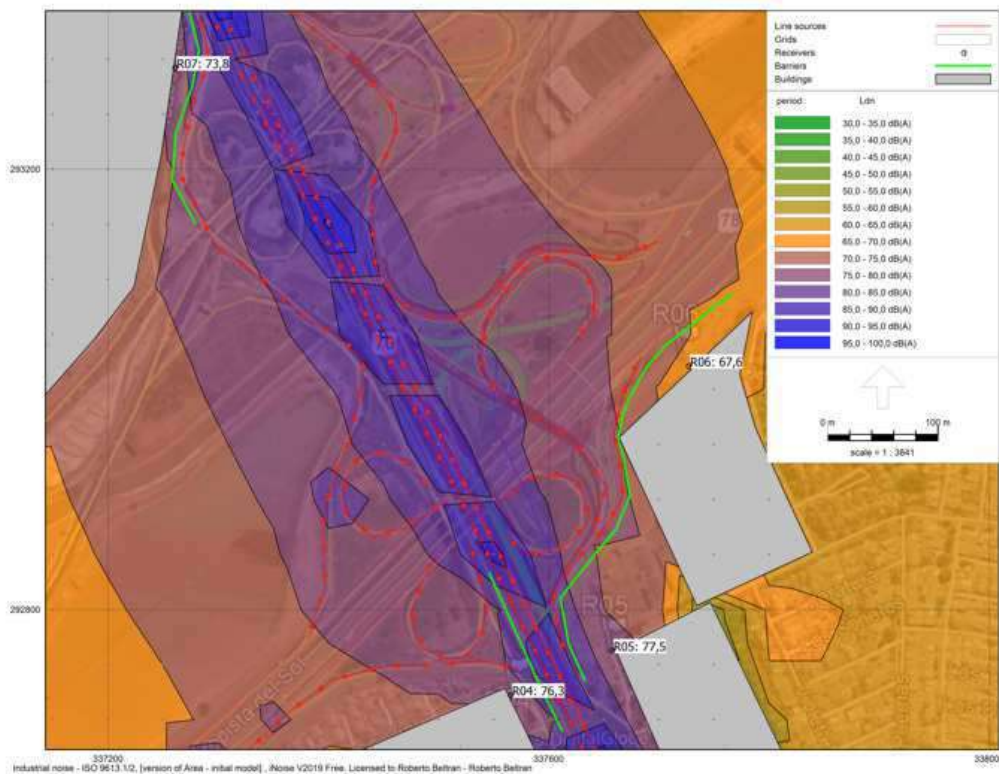 Line sources
Grids
Receivers
Barriers
Buildings
period:
Ldn
30,0 - 35,0 dB(A)
35,0 - 40,0 dB(A)
40,0 - 45,0 dB(A)
45,0 - 50,0 dB(A)
50,0 - 55,0 dB(A)
55,0 - 60,0 dB(A)
60,0 - 65,0 dB(A)
65,0 - 70,0 dB(A)
70,0 - 75,0 dB(A)
75,0 - 80,0 dB(A)
80,0 - 85,0 dB(A)
85,0 - 90,0 dB(A)
90,0 - 95,0 dB(A)
95,0 - 100,0 dB(A)
0 m
100 m
scale = 1 : 3841
R07: 73,8
293200
R06
R06: 67,6
292800
R05
R05: 77,5
R04: 76,3
337200
337600
industrial noise - ISO 9613.1/2, [version of Area - initial model] , iNoise V2019 Free. Licensed to Roberto Beltran - Roberto Beltran